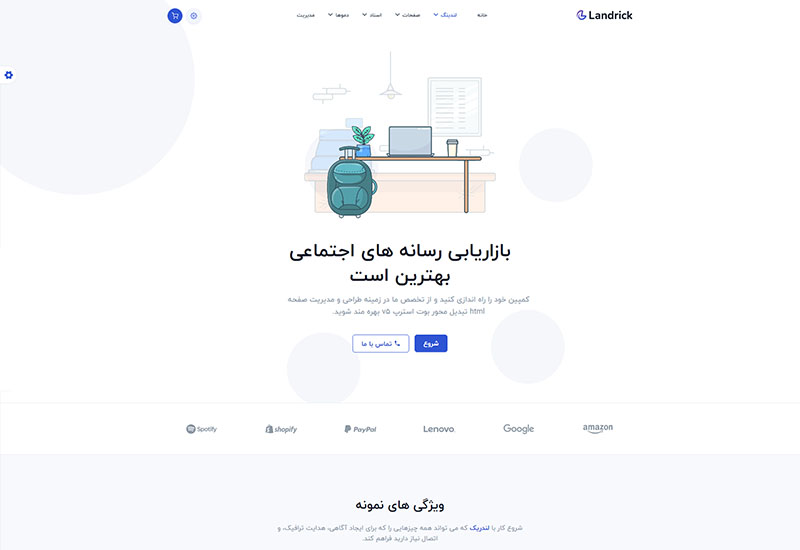 Landrick
خانه
لندینگ
صفحات
اسناد
دموها
مدیریت
بازاریابی رسانه های اجتماعی
بهترین است
کمپین خود را راه اندازی کنید و از تخصص ما در زمینه طراحی و مدیریت صفحه
html تبدیل محور بوت استرپ v5 بهره مند شوید.
شروع
تماس با ما
amazon
Google
Lenovo
PayPal
shopify
Spotify
ویژگی های نمونه
شروع کار با لندریک که می تواند همه چیزهایی را که برای ایجاد آگاهی، هدایت ترافیک، و
اتصال نیاز دارید فراهم کند.